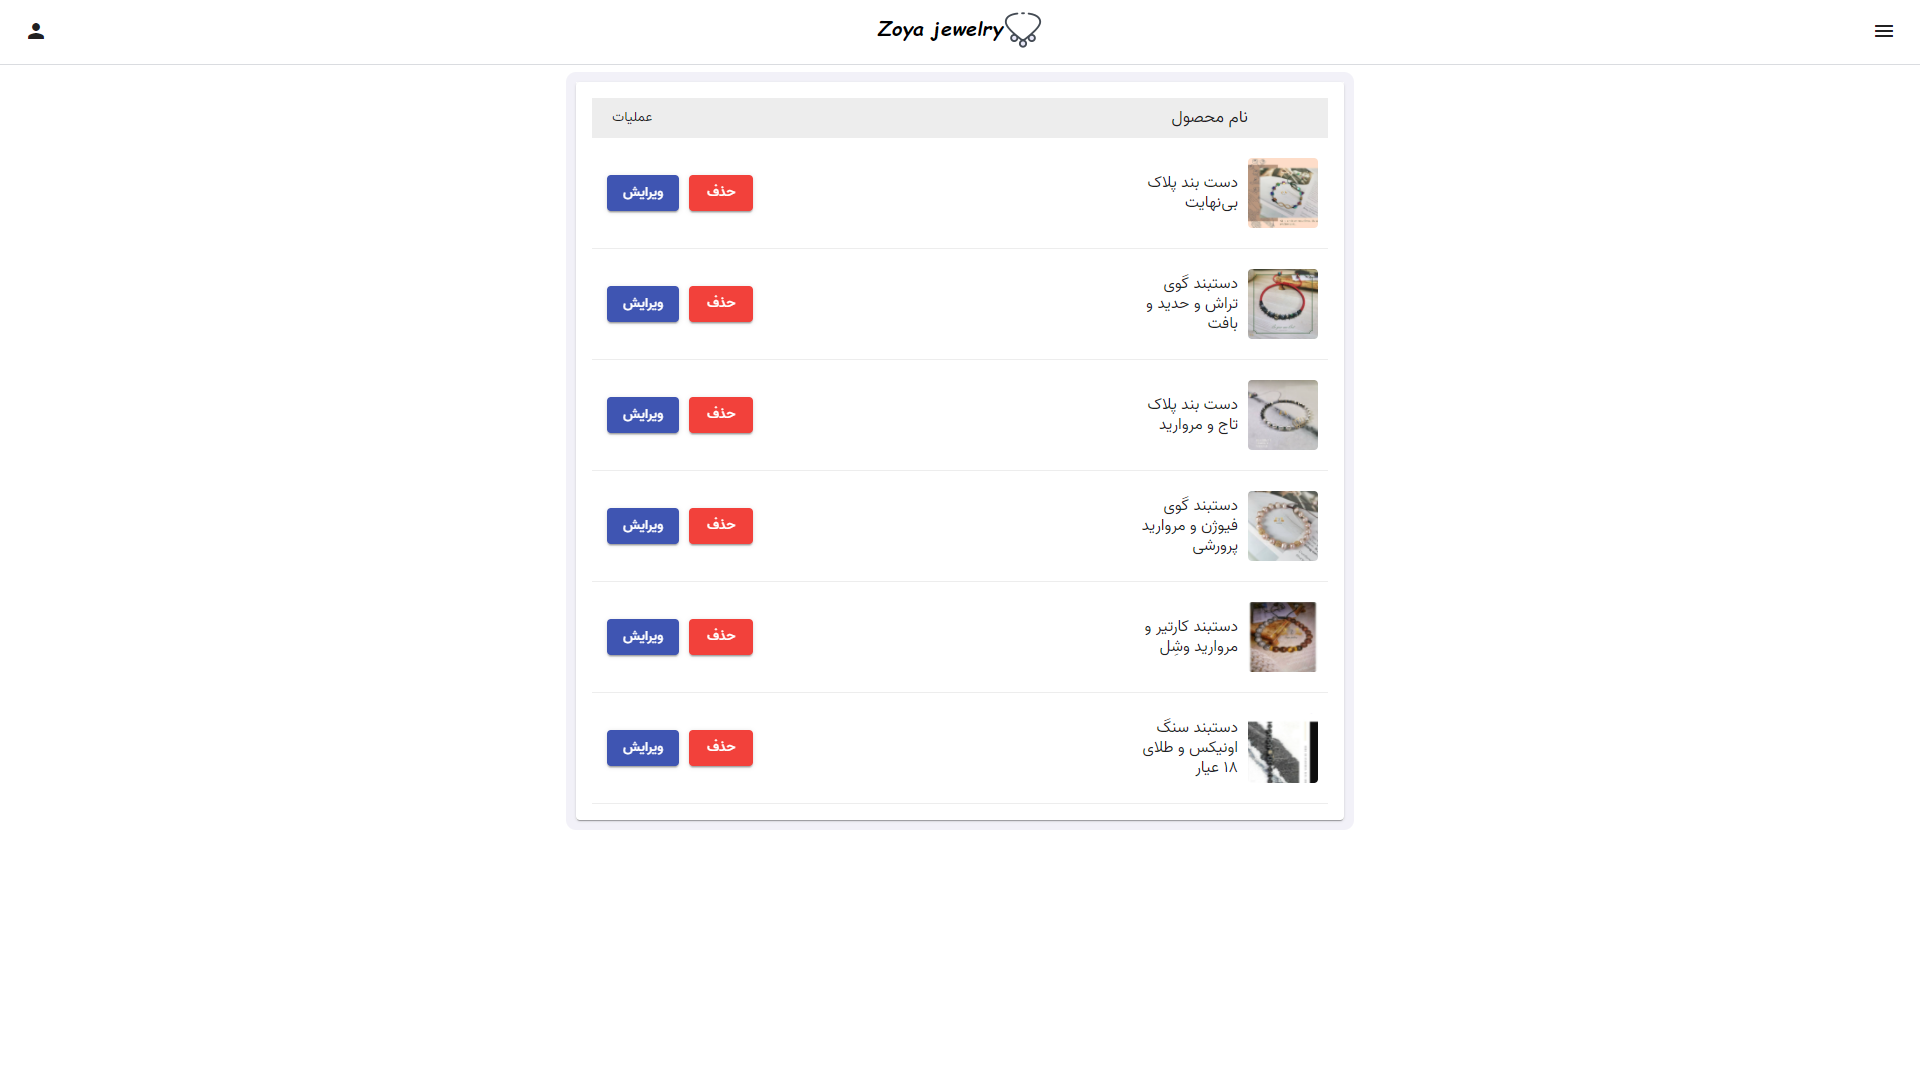 Zoya jewelry
نام محصول
عملیات
دست بند پلاک
بی‌نهایت
حذف
ویرایش
دستبند گوی
تراش و حدید و
بافت
حذف
ویرایش
دست بند پلاک
تاج و مروارید
حذف
ویرایش
دستبند گوی
فیوژن و مروارید
پرورشی
حذف
ویرایش
دستبند کارتیر و
مروارید وشِل
حذف
ویرایش
دستبند سنگ
اونیکس و طلای
۱۸ عیار
حذف
ویرایش